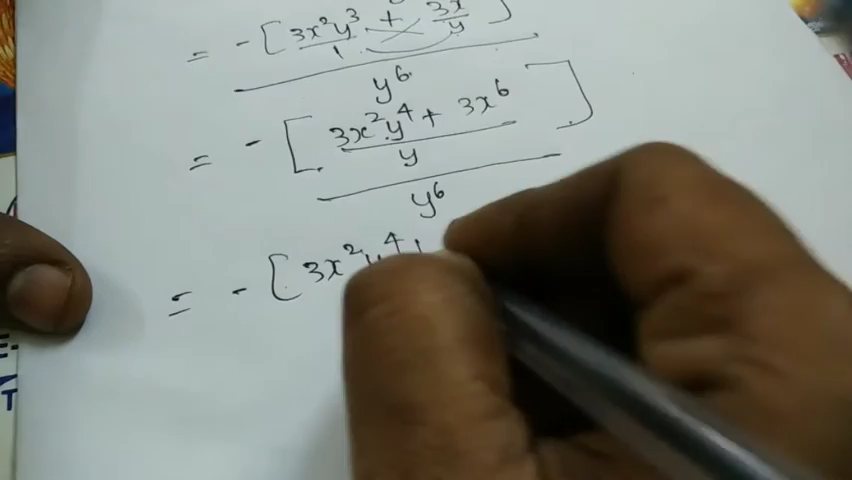 = - [ 3x²y³/1 + 3x/y ] / y⁶
= - [ (3x²y⁴ + 3x⁶)/y ] / y⁶
= - [ 3x²y⁴